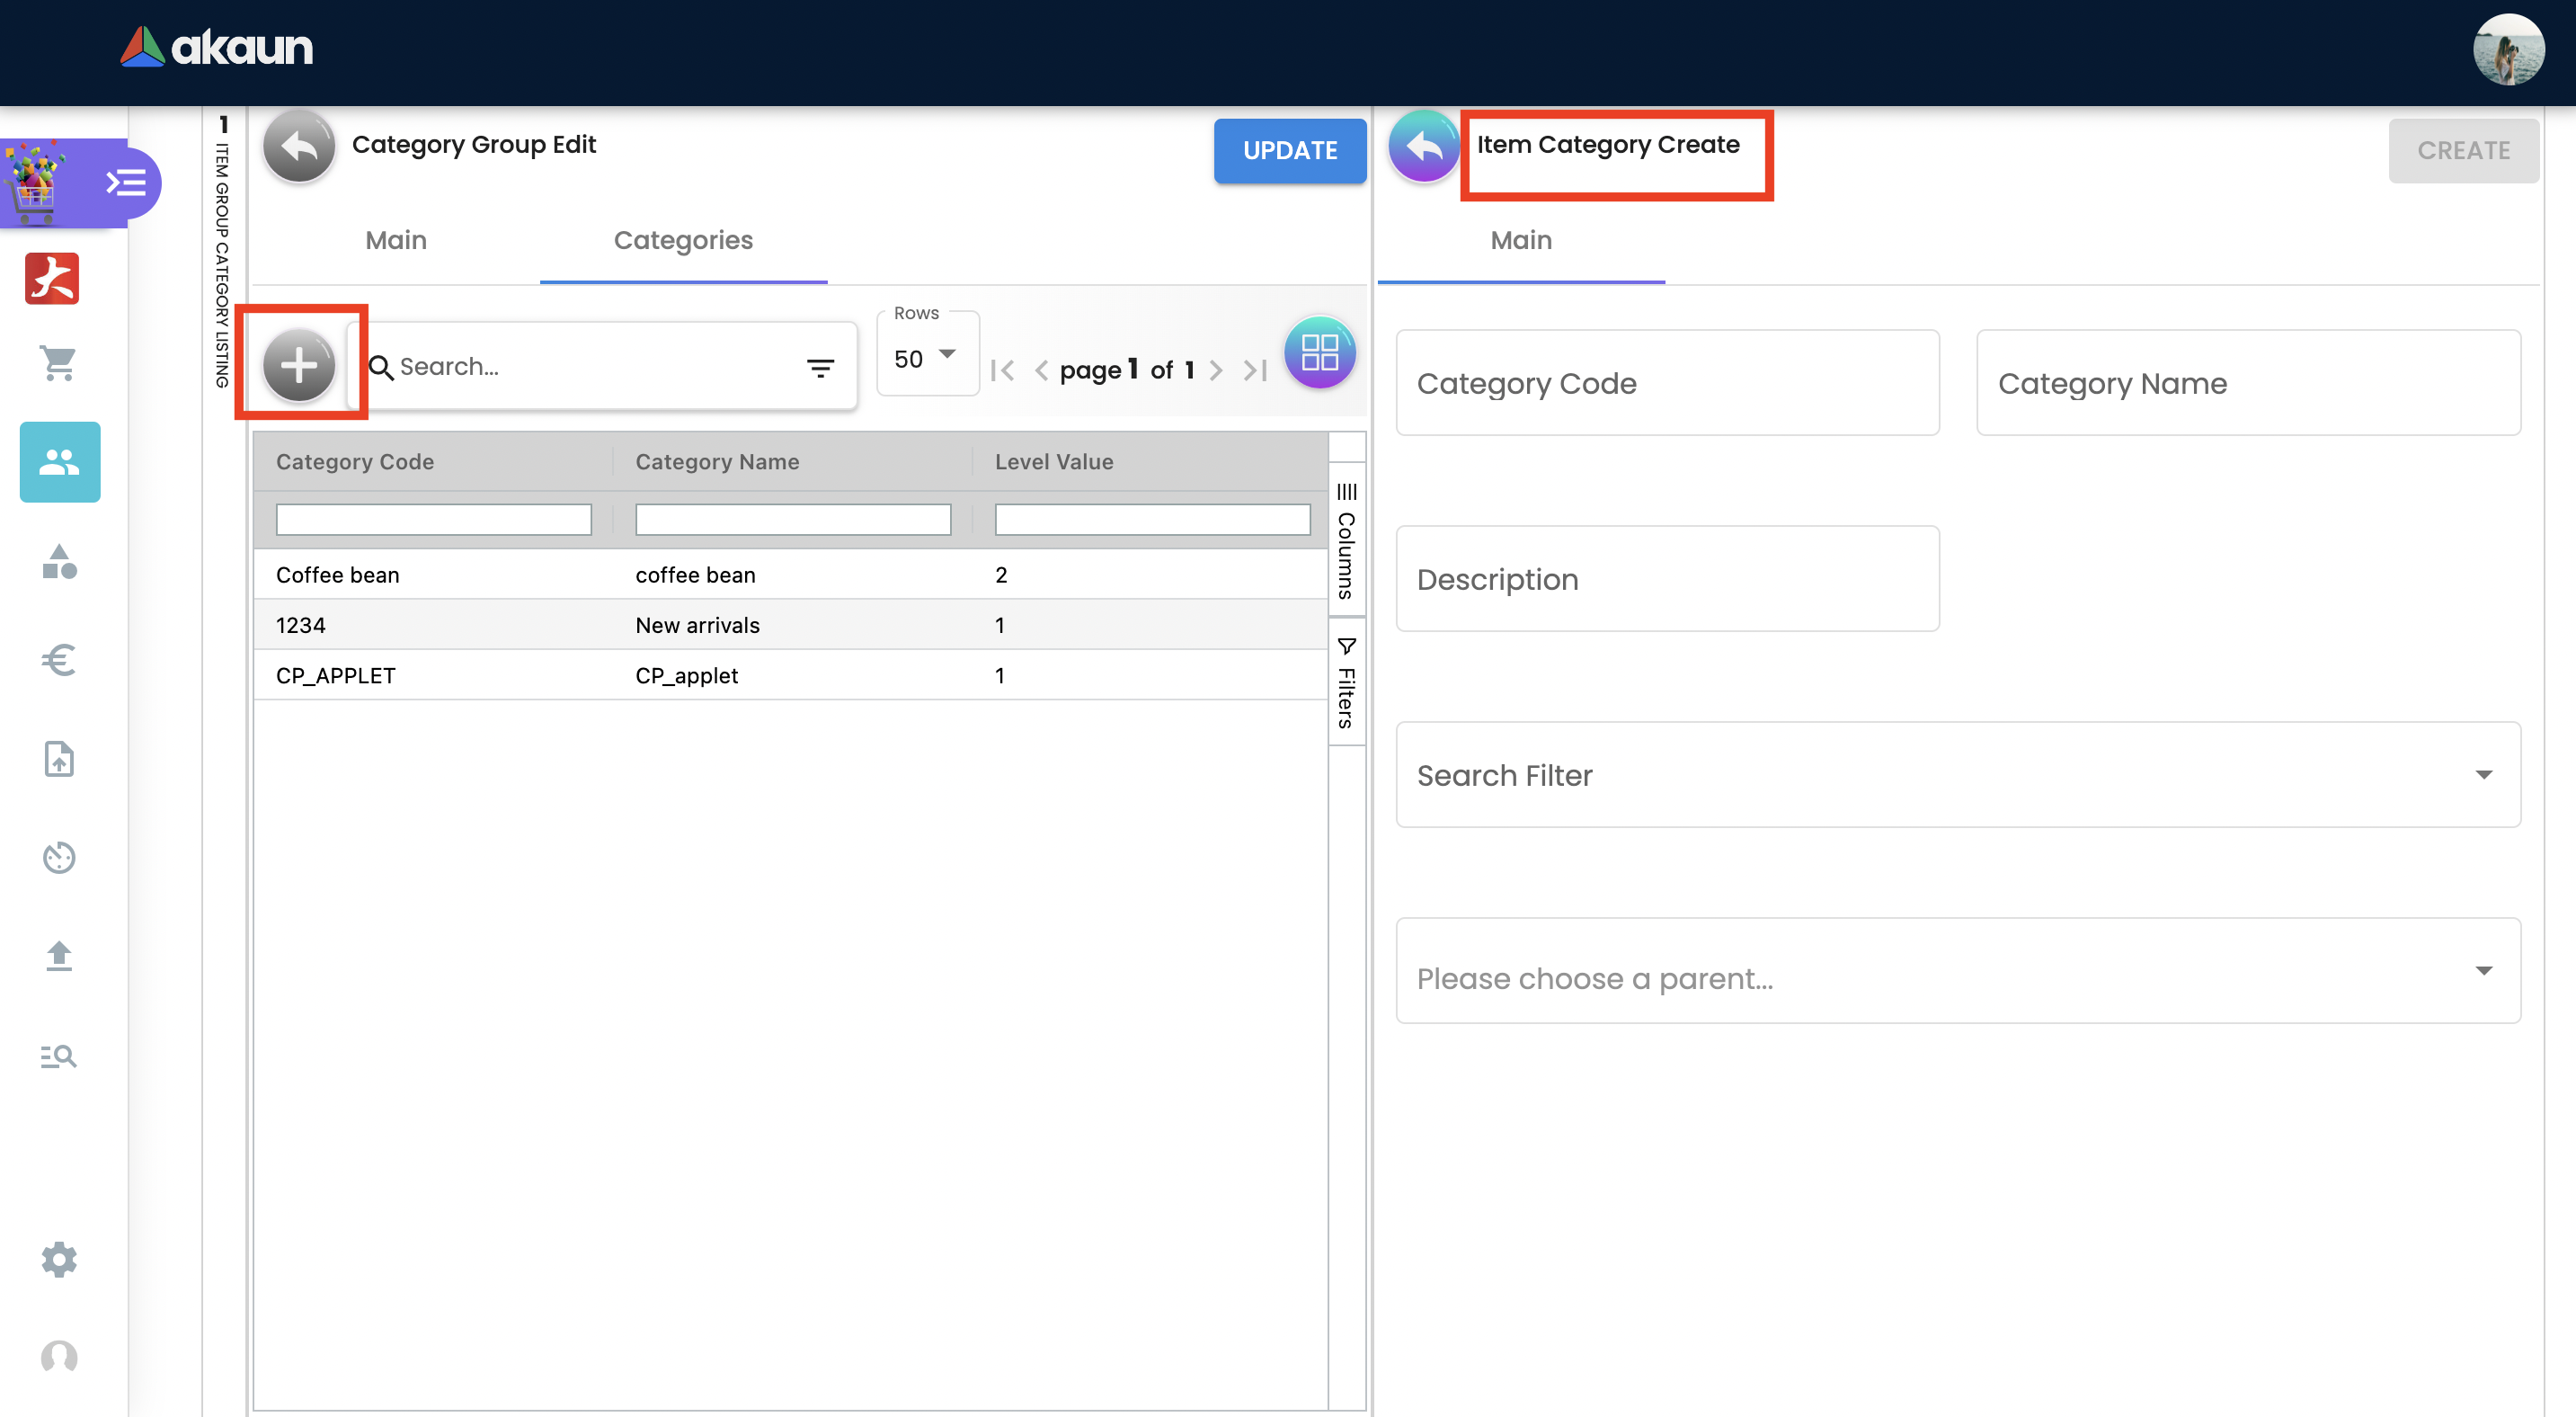 akaun
1 ITEM GROUP CATEGORY LISTING
Category Group Edit
UPDATE
Main
Categories
Search...
Rows
50
page 1 of 1
Category Code
Category Name
Level Value
Coffee bean
coffee bean
2
1234
New arrivals
1
CP_APPLET
CP_applet
1
Columns
Filters
Item Category Create
CREATE
Main
Category Code
Category Name
Description
Search Filter
Please choose a parent...